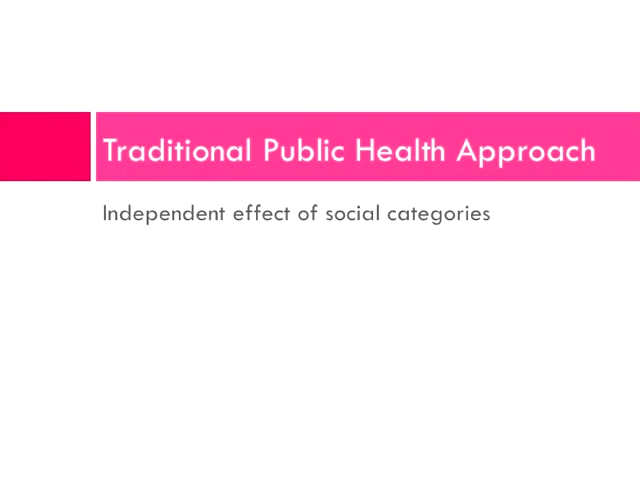 Traditional Public Health Approach
Independent effect of social categories